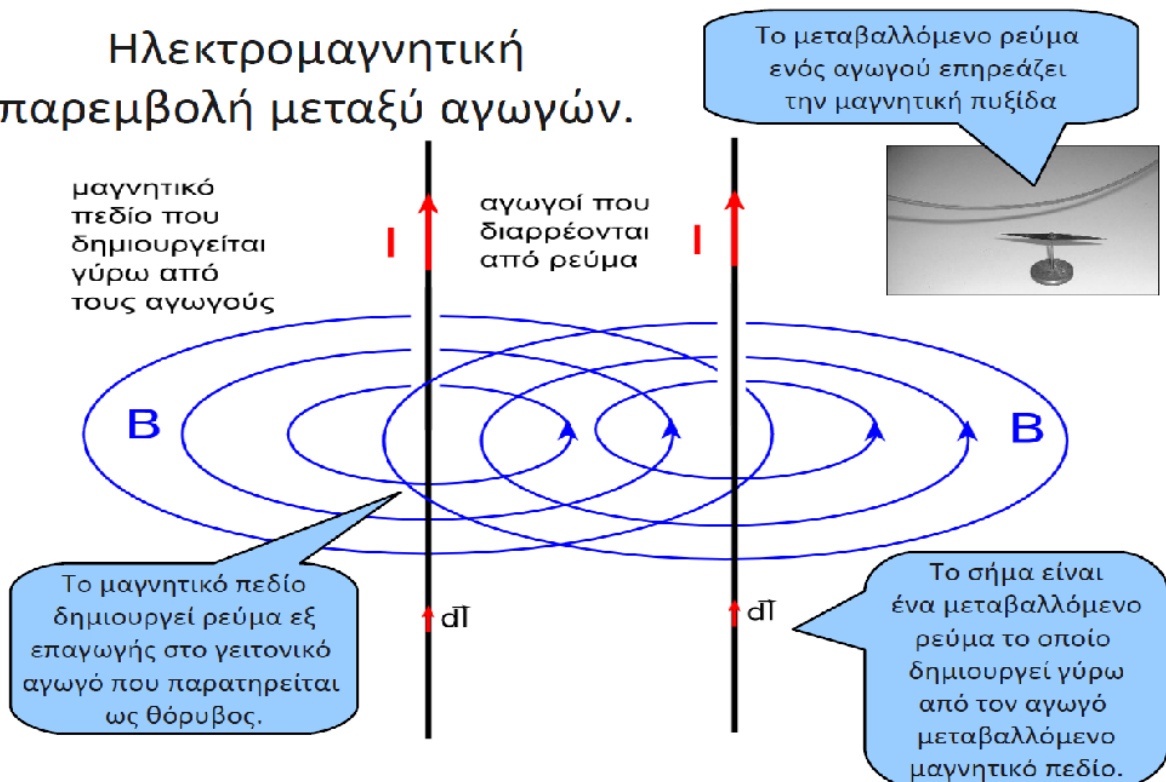 Ηλεκτρομαγνητική
παρεμβολή μεταξύ αγωγών.
Το μεταβαλλόμενο ρεύμα
ενός αγωγού επηρεάζει
την μαγνητική πυξίδα
μαγνητικό
πεδίο που
δημιουργείται
γύρω από
τους αγωγούς
I
αγωγοί που
διαρρέονται
από ρεύμα
I
B
B
dl
dl
Το μαγνητικό πεδίο
δημιουργεί ρεύμα εξ
επαγωγής στο γειτονικό
αγωγό που παρατηρείται
ως θόρυβος.
Το σήμα είναι
ένα μεταβαλλόμενο
ρεύμα το οποίο
δημιουργεί γύρω
από τον αγωγό
μεταβαλλόμενο
μαγνητικό πεδίο.